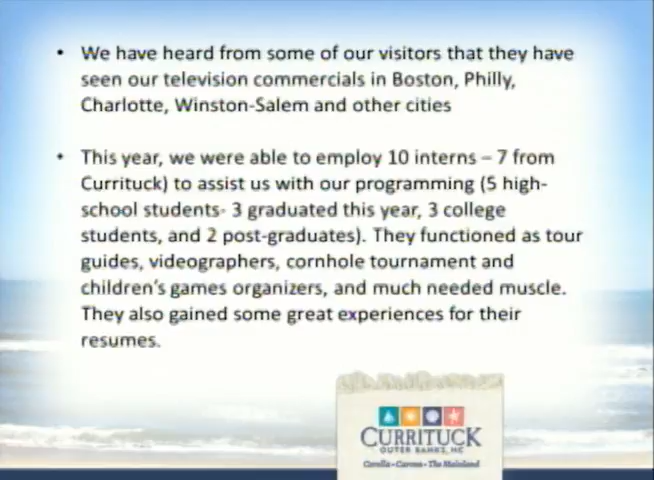 • We have heard from some of our visitors that they have
seen our television commercials in Boston, Philly,
Charlotte, Winston-Salem and other cities
• This year, we were able to employ 10 interns – 7 from
Currituck) to assist us with our programming (5 high-
school students- 3 graduated this year, 3 college
students, and 2 post-graduates). They functioned as tour
guides, videographers, cornhole tournament and
children's games organizers, and much needed muscle.
They also gained some great experiences for their
resumes.
CURRITUCK
OUTER BANKS, NC
Corolla • Carova • The Mainland